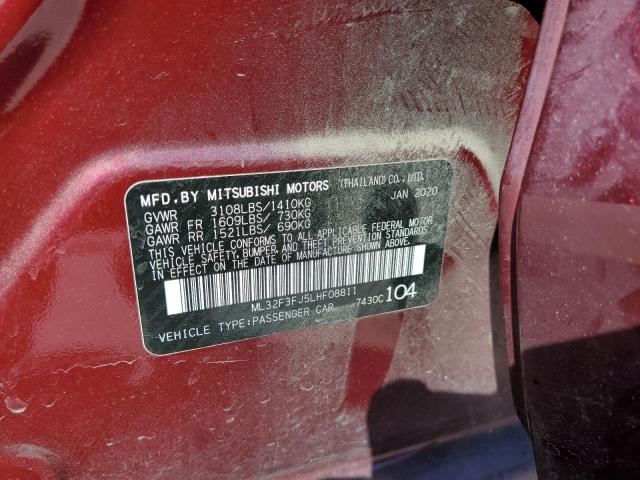 MFD.BY MITSUBISHI MOTORS (THAILAND) CO., LTD.
GVWR 3108LBS/1410KG JAN 2020
GAWR FR 1609LBS/ 730KG
GAWR RR 1521LBS/ 690KG
THIS VEHICLE CONFORMS TO ALL APPLICABLE FEDERAL MOTOR
VEHICLE SAFETY, BUMPER, AND THEFT PREVENTION STANDARDS
IN EFFECT ON THE DATE OF MANUFACTURE SHOWN ABOVE.
ML32F3FJ5LHF08811
VEHICLE TYPE:PASSENGER CAR 7430C 104